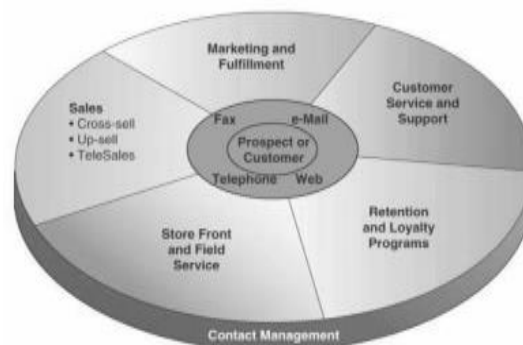 Marketing and
Fulfillment
Customer
Service and
Support
Sales
• Cross-sell
• Up-sell
• TeleSales
Fax e-Mail
Prospect or
Customer
Telephone Web
Retention
and Loyalty
Programs
Store Front
and Field
Service
Contact Management